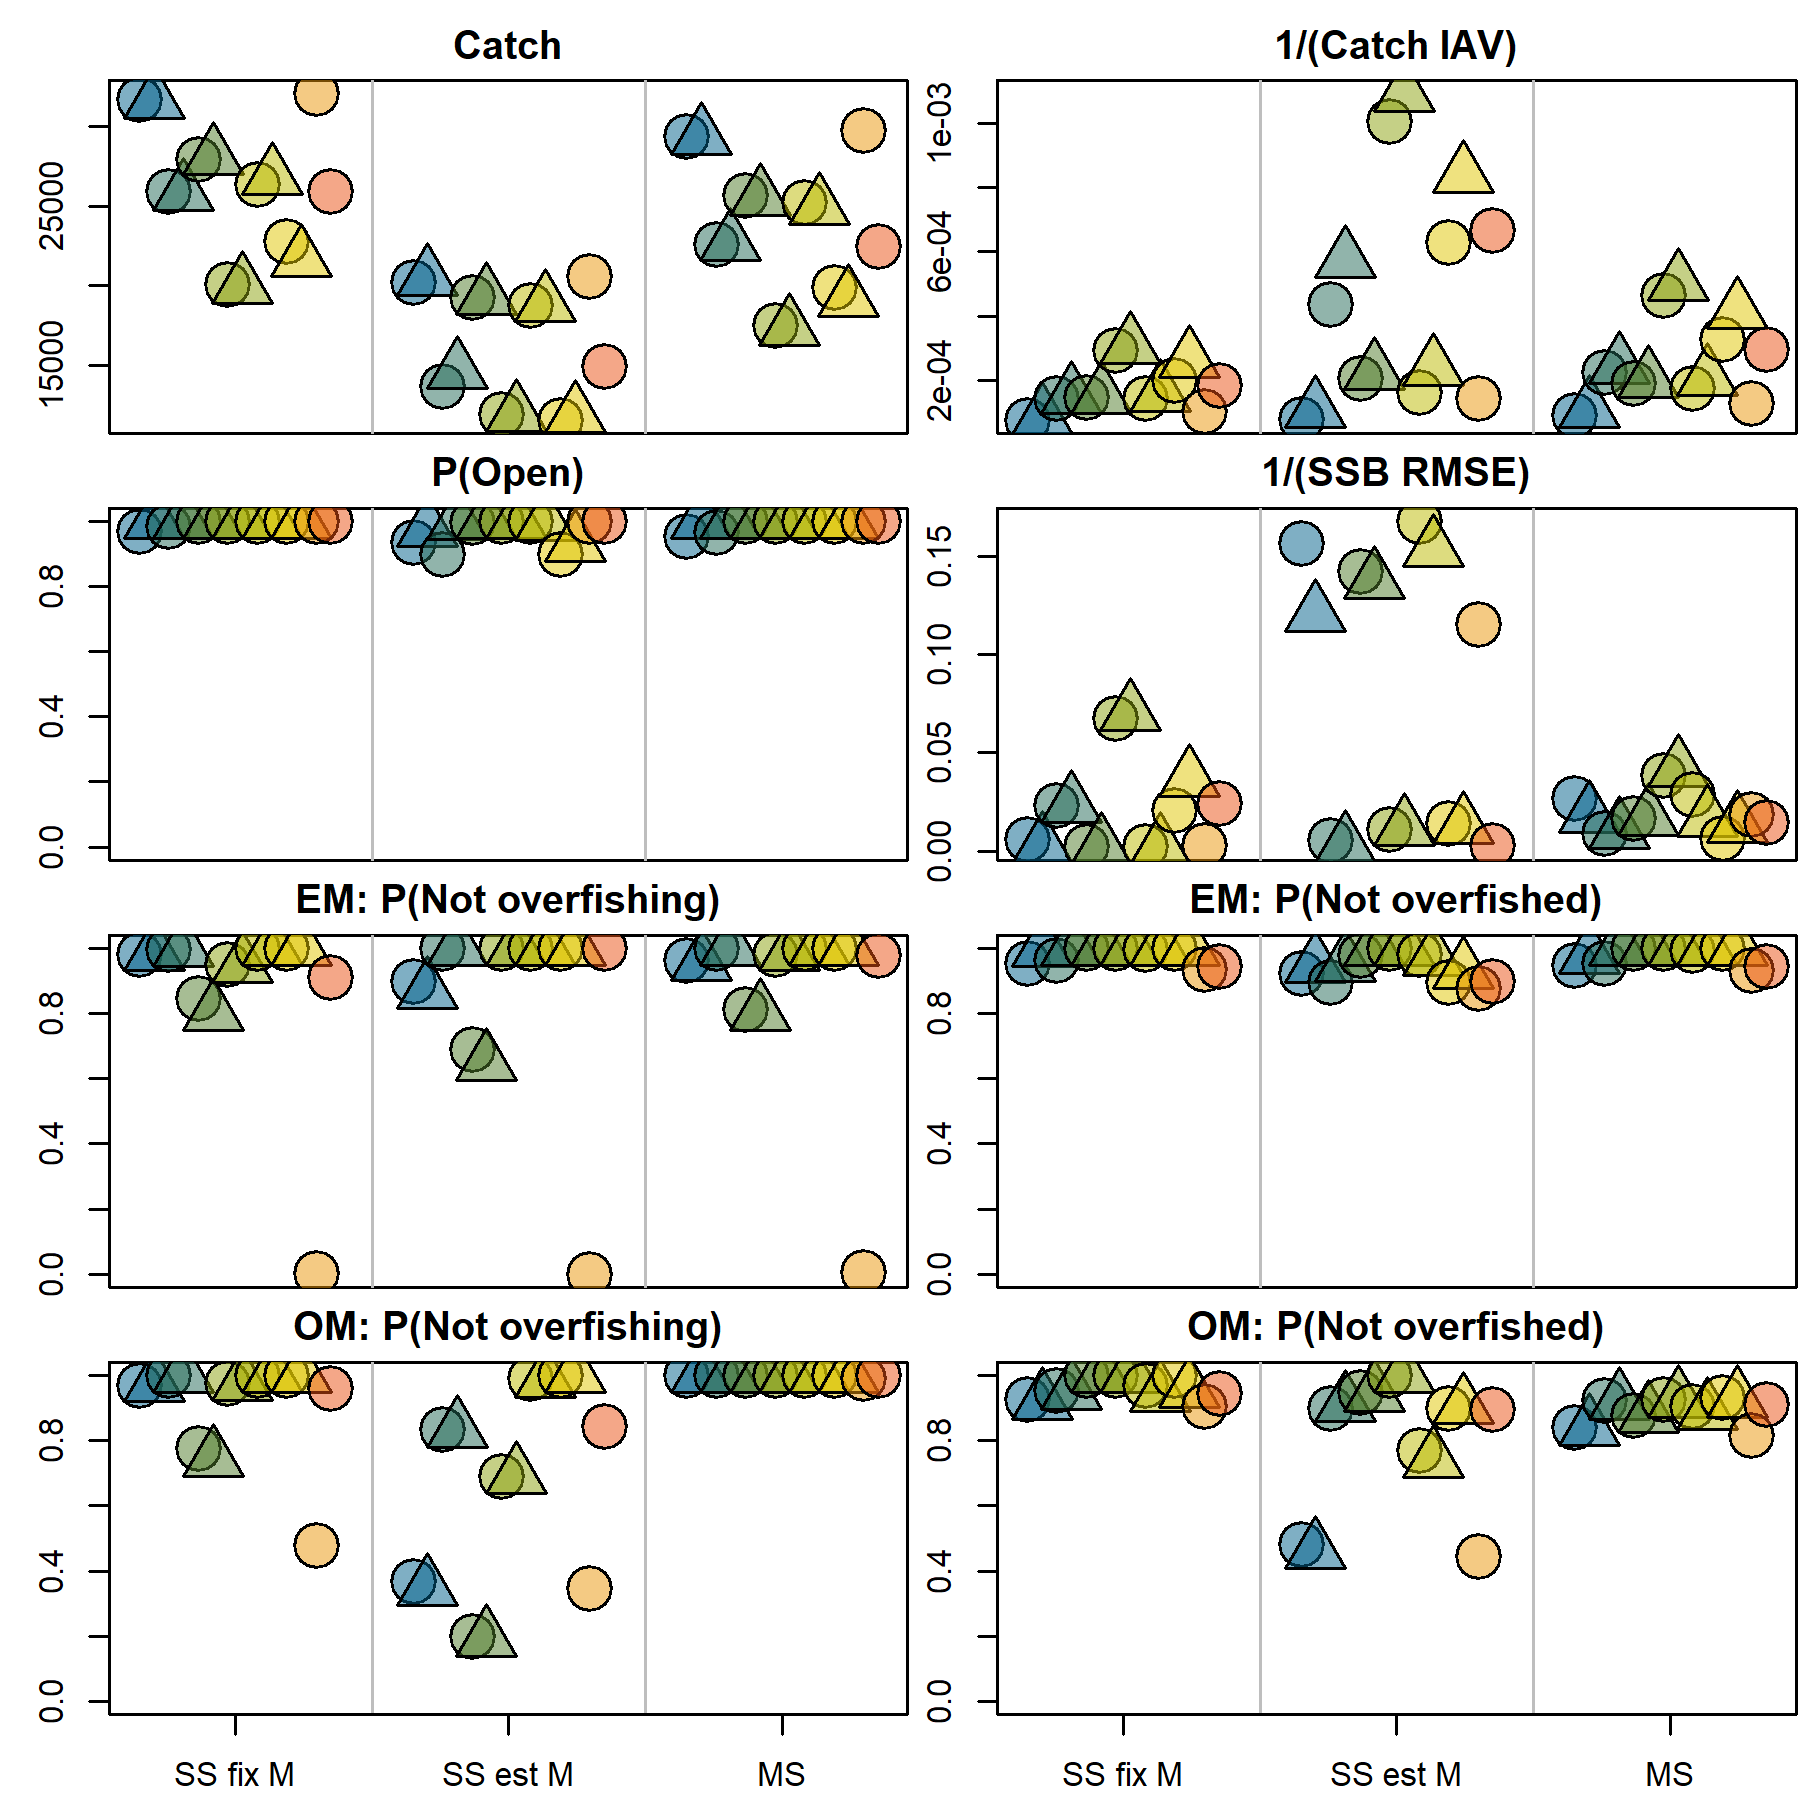 Catch
1/(Catch IAV)
25000
15000
1e-03
6e-04
2e-04
P(Open)
1/(SSB RMSE)
0.8
0.4
0.0
0.15
0.10
0.05
0.00
EM: P(Not overfishing)
EM: P(Not overfished)
0.8
0.4
0.0
0.8
0.4
0.0
OM: P(Not overfishing)
OM: P(Not overfished)
0.8
0.4
0.0
0.8
0.4
0.0
SS fix M
SS est M
MS
SS fix M
SS est M
MS